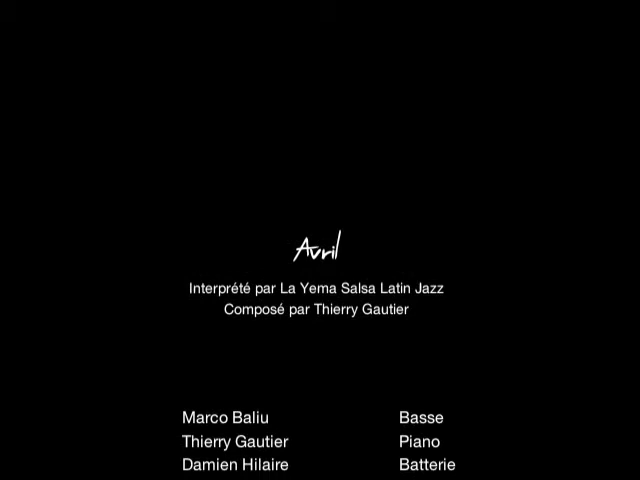 Avril
Interprété par La Yema Salsa Latin Jazz
Composé par Thierry Gautier
Marco Baliu Basse
Thierry Gautier Piano
Damien Hilaire Batterie